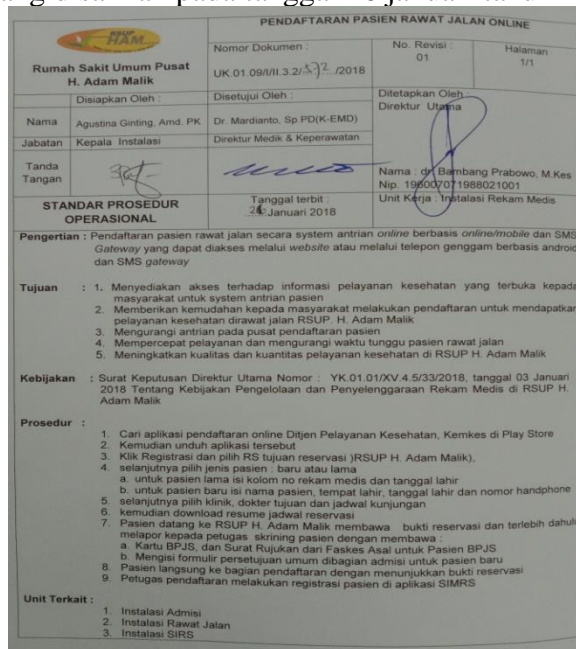 PENDAFTARAN PASIEN RAWAT JALAN ONLINE
RSUP
HAM
Rumah Sakit Umum Pusat
H. Adam Malik
Nomor Dokumen :
UK.01.09/I/II.3.2/572/2018
No. Revisi :
01
Halaman
1/1
Disiapkan Oleh :
Disetujui Oleh :
Ditetapkan Oleh :
Direktur Utama
Nama
Agustina Ginting, Amd. PK
Dr. Mardianto, Sp PD(K-EMD)
Jabatan
Kepala Instalasi
Direktur Medik & Keperawatan
Tanda
Tangan
Nama : dr. Bambang Prabowo, M.Kes
Nip. 196007071988021001
STANDAR PROSEDUR
OPERASIONAL
Tanggal terbit :
Januari 2018
Unit Kerja : Instalasi Rekam Medis
Pengertian : Pendaftaran pasien rawat jalan secara system antrian online berbasis online/mobile dan SMS
Gateway yang dapat diakses melalui website atau melalui telepon genggam berbasis android
dan SMS gateway
Tujuan : 1. Menyediakan akses terhadap informasi pelayanan kesehatan yang terbuka kepada
masyarakat untuk system antrian pasien
2. Memberikan kemudahan kepada masyarakat melakukan pendaftaran untuk mendapatkan
pelayanan kesehatan dirawat jalan RSUP. H. Adam Malik
3. Mengurangi antrian pada pusat pendaftaran pasien
4. Mempercepat pelayanan dan mengurangi waktu tunggu pasien rawat jalan
5. Meningkatkan kualitas dan kuantitas pelayanan kesehatan di RSUP H. Adam Malik
Kebijakan : Surat Keputusan Direktur Utama Nomor : YK.01.01/XV.4.5/33/2018, tanggal 03 Januari
2018 Tentang Kebijakan Pengelolaan dan Penyelenggaraan Rekam Medis di RSUP H.
Adam Malik
Prosedur :
1. Cari aplikasi pendaftaran online Ditjen Pelayanan Kesehatan, Kemkes di Play Store
2. Kemudian unduh aplikasi tersebut
3. Klik Registrasi dan pilih RS tujuan reservasi )RSUP H. Adam Malik),
4. selanjutnya pilih jenis pasien : baru atau lama
a. untuk pasien lama isi kolom no rekam medis dan tanggal lahir
b. untuk pasien baru isi nama pasien, tempat lahir, tanggal lahir dan nomor handphone
5. selanjutnya pilih klinik, dokter tujuan dan jadwal kunjungan
6. kemudian download resume jadwal reservasi
7. Pasien datang ke RSUP H. Adam Malik membawa bukti reservasi dan terlebih dahulu
melapor kepada petugas skrining pasien dengan membawa :
a. Kartu BPJS, dan Surat Rujukan dari Faskes Asal untuk Pasien BPJS
b. Mengisi formulir persetujuan umum dibagian admisi untuk pasien baru
8. Pasien langsung ke bagian pendaftaran dengan menunjukkan bukti reservasi
9. Petugas pendaftaran melakukan registrasi pasien di aplikasi SIMRS
Unit Terkait :
1. Instalasi Admisi
2. Instalasi Rawat Jalan
3. Instalasi SIRS